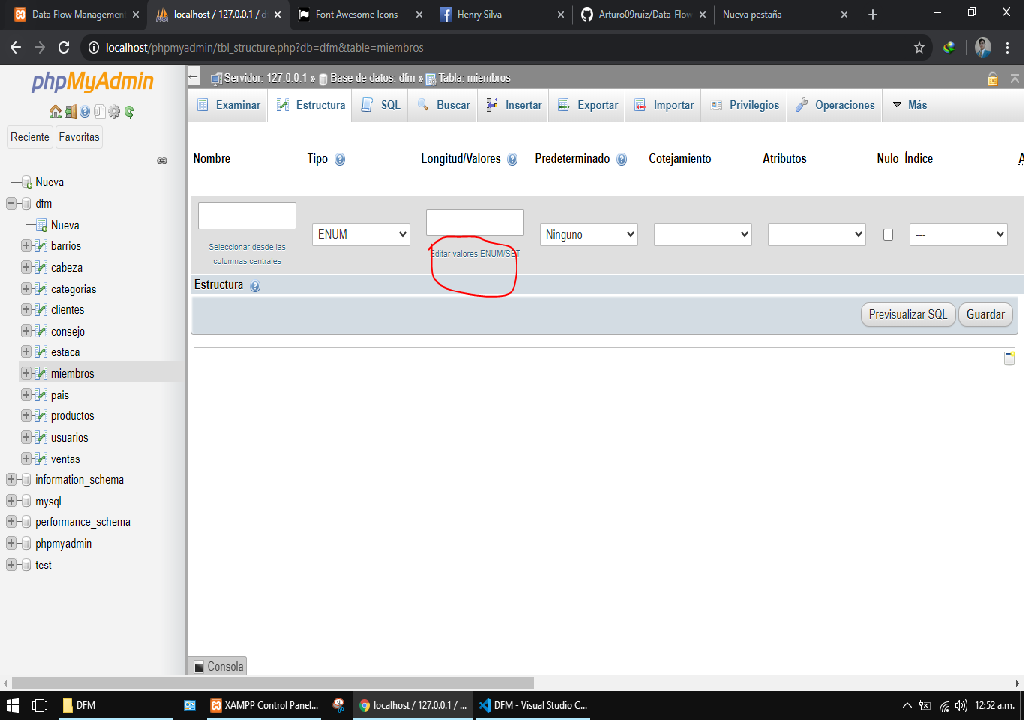 Data Flow Management
localhost / 127.0.0.1 / d
Font Awesome Icons
Henry Silva
Arturo09ruiz/Data-Flow
Nueva pestaña
localhost/phpmyadmin/tbl_structure.php?db=dfm&table=miembros
phpMyAdmin
Reciente Favoritas
Nueva
dfm
Nueva
barrios
cabeza
categorias
clientes
consejo
estaca
miembros
pais
productos
usuarios
ventas
information_schema
mysql
performance_schema
phpmyadmin
test
Servidor: 127.0.0.1 » Base de datos: dfm » Tabla: miembros
Examinar Estructura SQL Buscar Insertar Exportar Importar Privilegios Operaciones Más
Nombre Tipo Longitud/Valores Predeterminado Cotejamiento Atributos Nulo Índice A
ENUM Ninguno ---
Seleccionar desde las
columnas centrales
Editar valores ENUM/SET
Estructura
Previsualizar SQL Guardar
Consola
DFM
XAMPP Control Panel...
localhost / 127.0.0.1 / ...
DFM - Visual Studio C...
12:52 a.m.